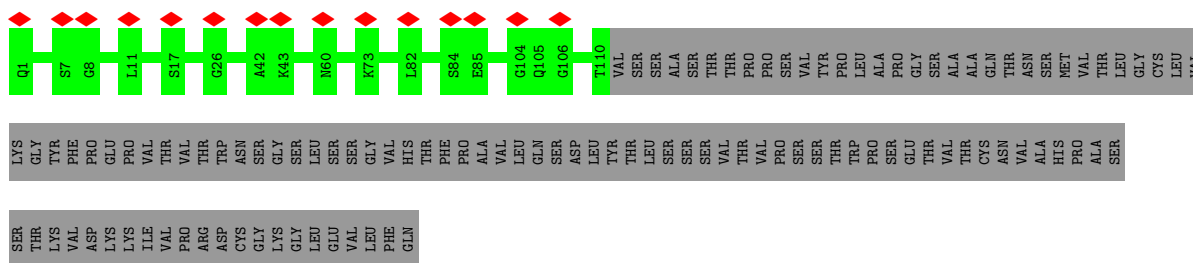 Q1 S7 G8 L11 S17 G26 A42 K43 N60 K73 L82 S84 E85 G104 Q105 G106 T110 VAL SER SER ALA SER THR THR PRO PRO SER VAL TYR PRO LEU ALA PRO GLY SER ALA ALA GLN THR ASN SER MET VAL THR LEU GLY CYS LEU VAL
LYS GLY TYR PHE PRO GLU PRO VAL THR VAL THR TRP ASN SER GLY SER LEU SER SER GLY VAL HIS THR PHE PRO ALA VAL LEU GLN SER ASP LEU TYR THR LEU SER SER SER VAL THR VAL PRO SER SER THR TRP PRO SER GLU THR VAL THR CYS ASN VAL ALA HIS PRO ALA SER
SER THR LYS VAL ASP LYS LYS ILE VAL PRO ARG ASP CYS GLY LYS GLY LEU GLU VAL LEU PHE GLN